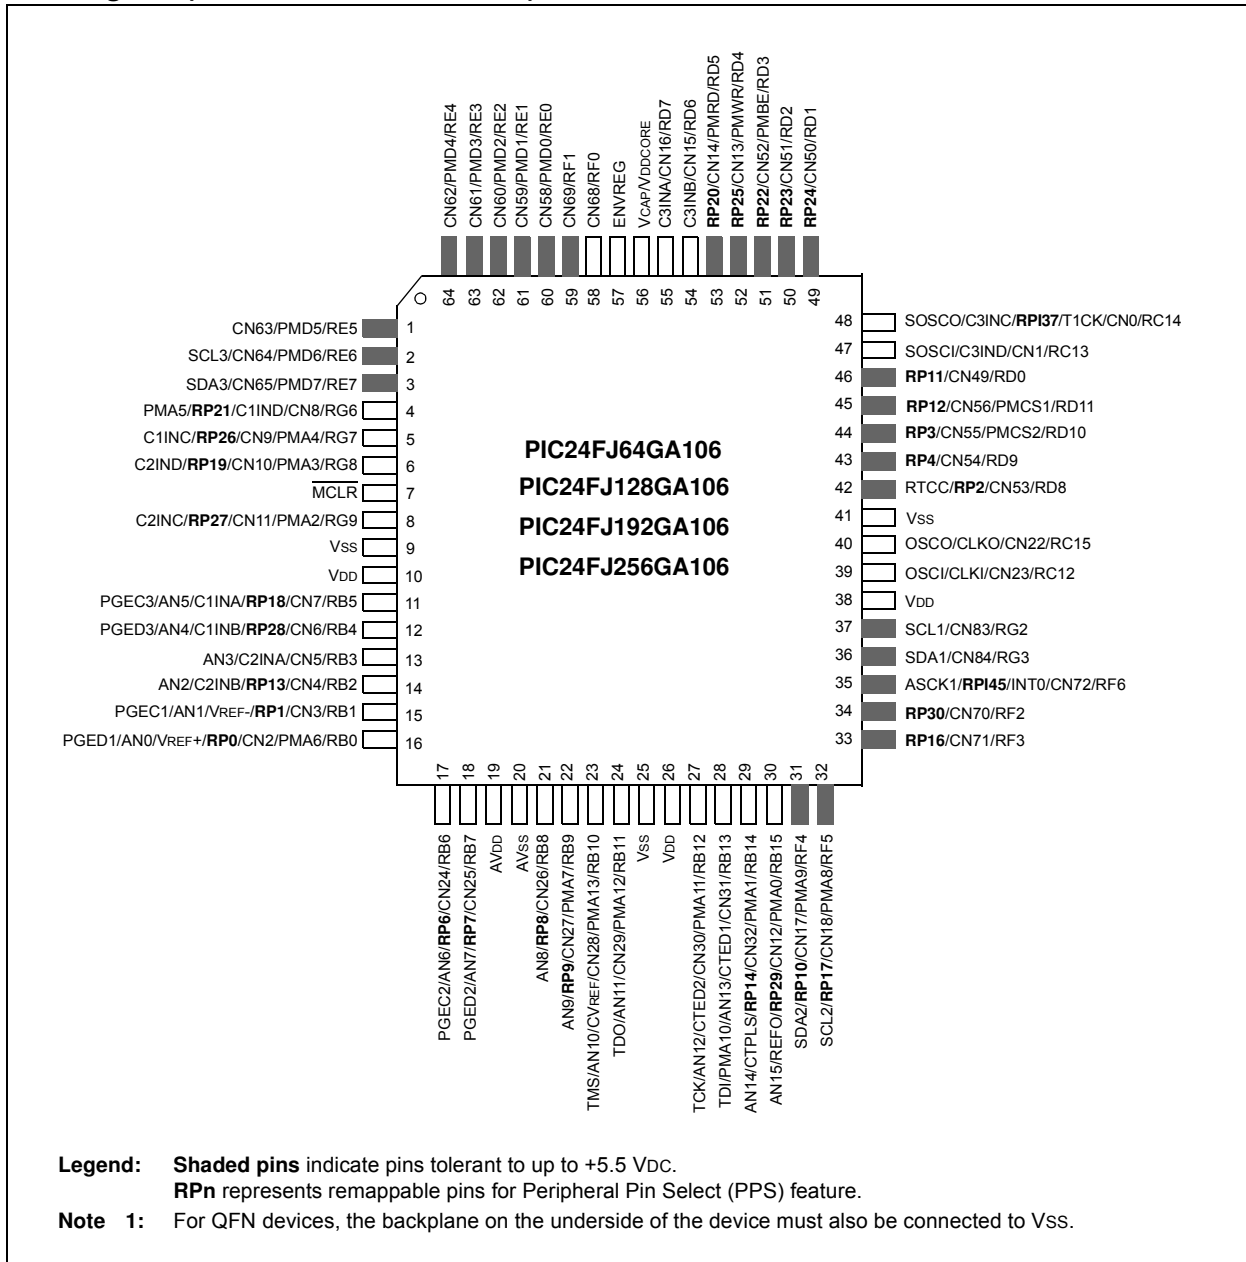 CN62/PMD4/RE4
CN61/PMD3/RE3
CN60/PMD2/RE2
CN59/PMD1/RE1
CN58/PMD0/RE0
CN69/RF1
CN68/RF0
ENVREG
VCAP/VDDCORE
C3INA/CN16/RD7
C3INB/CN15/RD6
RP20/CN14/PMRD/RD5
RP25/CN13/PMWR/RD4
RP22/CN52/PMBE/RD3
RP23/CN51/RD2
RP24/CN50/RD1
64
63
62
61
60
59
58
57
56
55
54
53
52
51
50
49
CN63/PMD5/RE5 1
SCL3/CN64/PMD6/RE6 2
SDA3/CN65/PMD7/RE7 3
PMA5/RP21/C1IND/CN8/RG6 4
C1INC/RP26/CN9/PMA4/RG7 5
C2IND/RP19/CN10/PMA3/RG8 6
MCLR 7
C2INC/RP27/CN11/PMA2/RG9 8
VSS 9
VDD 10
PGEC3/AN5/C1INA/RP18/CN7/RB5 11
PGED3/AN4/C1INB/RP28/CN6/RB4 12
AN3/C2INA/CN5/RB3 13
AN2/C2INB/RP13/CN4/RB2 14
PGEC1/AN1/VREF-/RP1/CN3/RB1 15
PGED1/AN0/VREF+/RP0/CN2/PMA6/RB0 16
PIC24FJ64GA106
PIC24FJ128GA106
PIC24FJ192GA106
PIC24FJ256GA106
48 SOSCO/C3INC/RPI37/T1CK/CN0/RC14
47 SOSCI/C3IND/CN1/RC13
46 RP11/CN49/RD0
45 RP12/CN56/PMCS1/RD11
44 RP3/CN55/PMCS2/RD10
43 RP4/CN54/RD9
42 RTCC/RP2/CN53/RD8
41 VSS
40 OSCO/CLKO/CN22/RC15
39 OSCI/CLKI/CN23/RC12
38 VDD
37 SCL1/CN83/RG2
36 SDA1/CN84/RG3
35 ASCK1/RPI45/INT0/CN72/RF6
34 RP30/CN70/RF2
33 RP16/CN71/RF3
17
18
19
20
21
22
23
24
25
26
27
28
29
30
31
32
PGEC2/AN6/RP6/CN24/RB6
PGED2/AN7/RP7/CN25/RB7
AVDD
AVSS
AN8/RP8/CN26/RB8
AN9/RP9/CN27/PMA7/RB9
TMS/AN10/CVREF/CN28/PMA13/RB10
TDO/AN11/CN29/PMA12/RB11
VSS
VDD
TCK/AN12/CTED2/CN30/PMA11/RB12
TDI/PMA10/AN13/CTED1/CN31/RB13
AN14/CTPLS/RP14/CN32/PMA1/RB14
AN15/REFO/RP29/CN12/PMA0/RB15
SDA2/RP10/CN17/PMA9/RF4
SCL2/RP17/CN18/PMA8/RF5
Legend: Shaded pins indicate pins tolerant to up to +5.5 VDC.
RPn represents remappable pins for Peripheral Pin Select (PPS) feature.
Note 1: For QFN devices, the backplane on the underside of the device must also be connected to VSS.